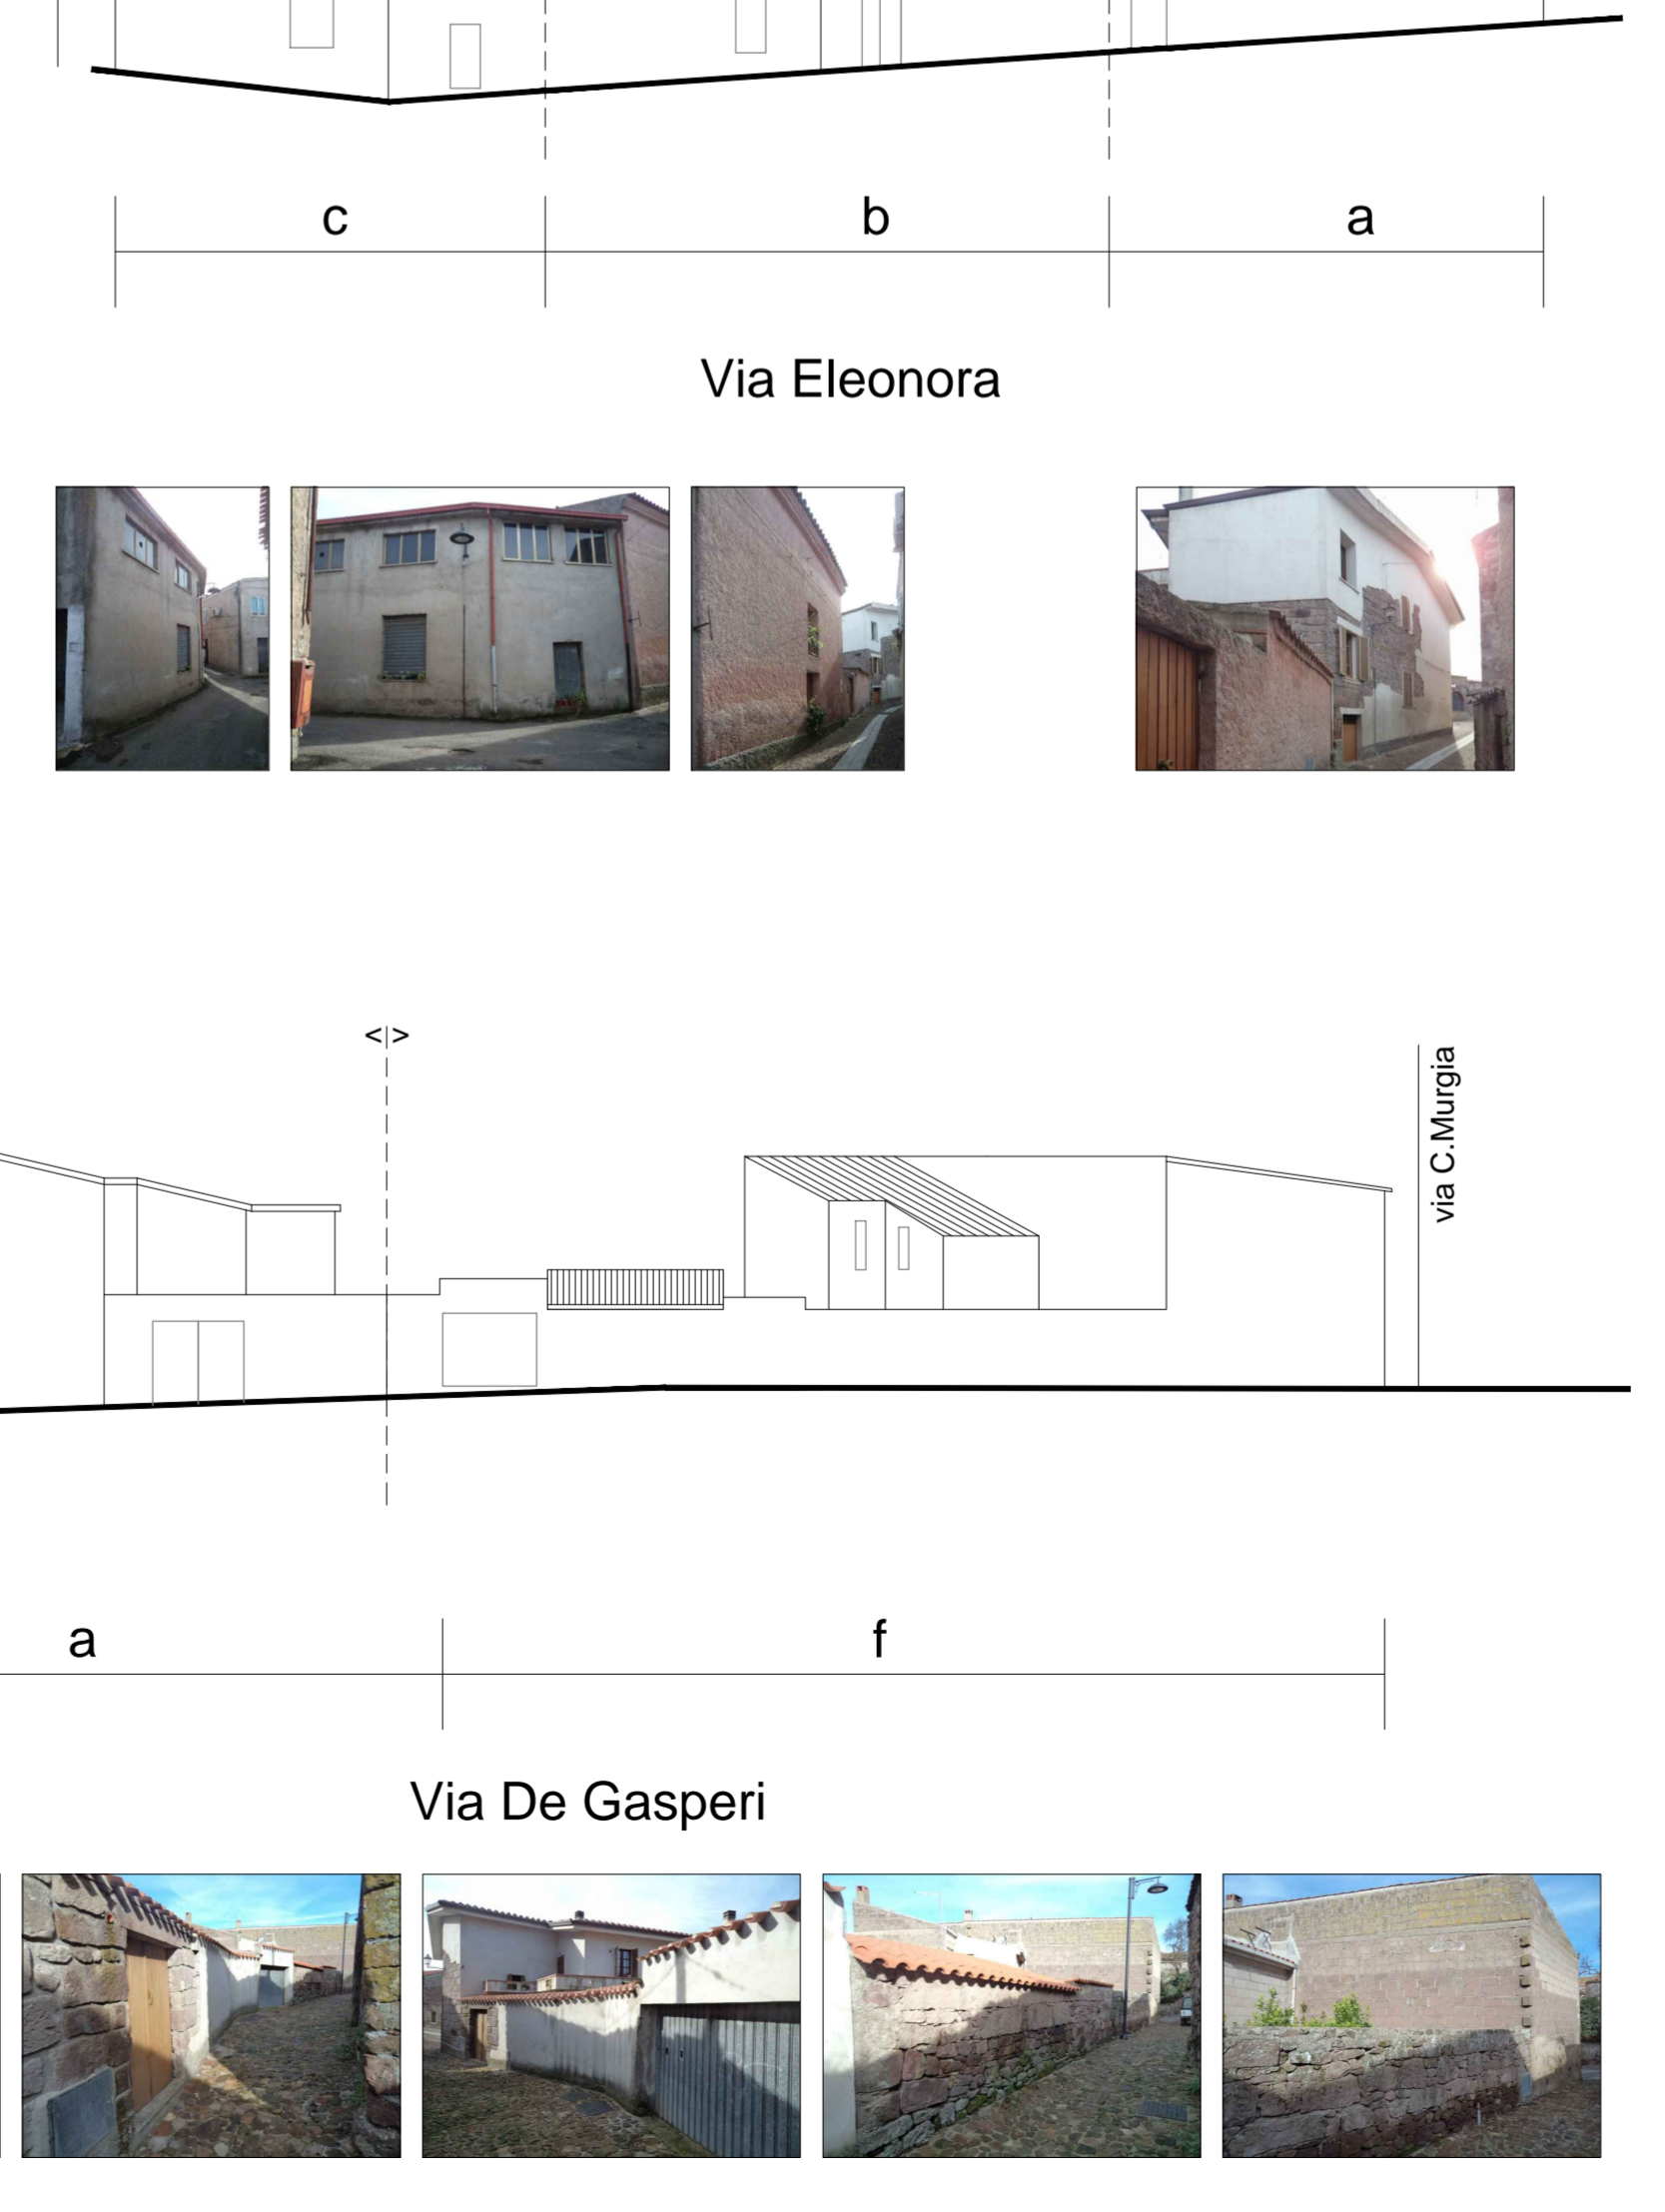 c b a
Via Eleonora
<|>
via C.Murgia
a f
Via De Gasperi